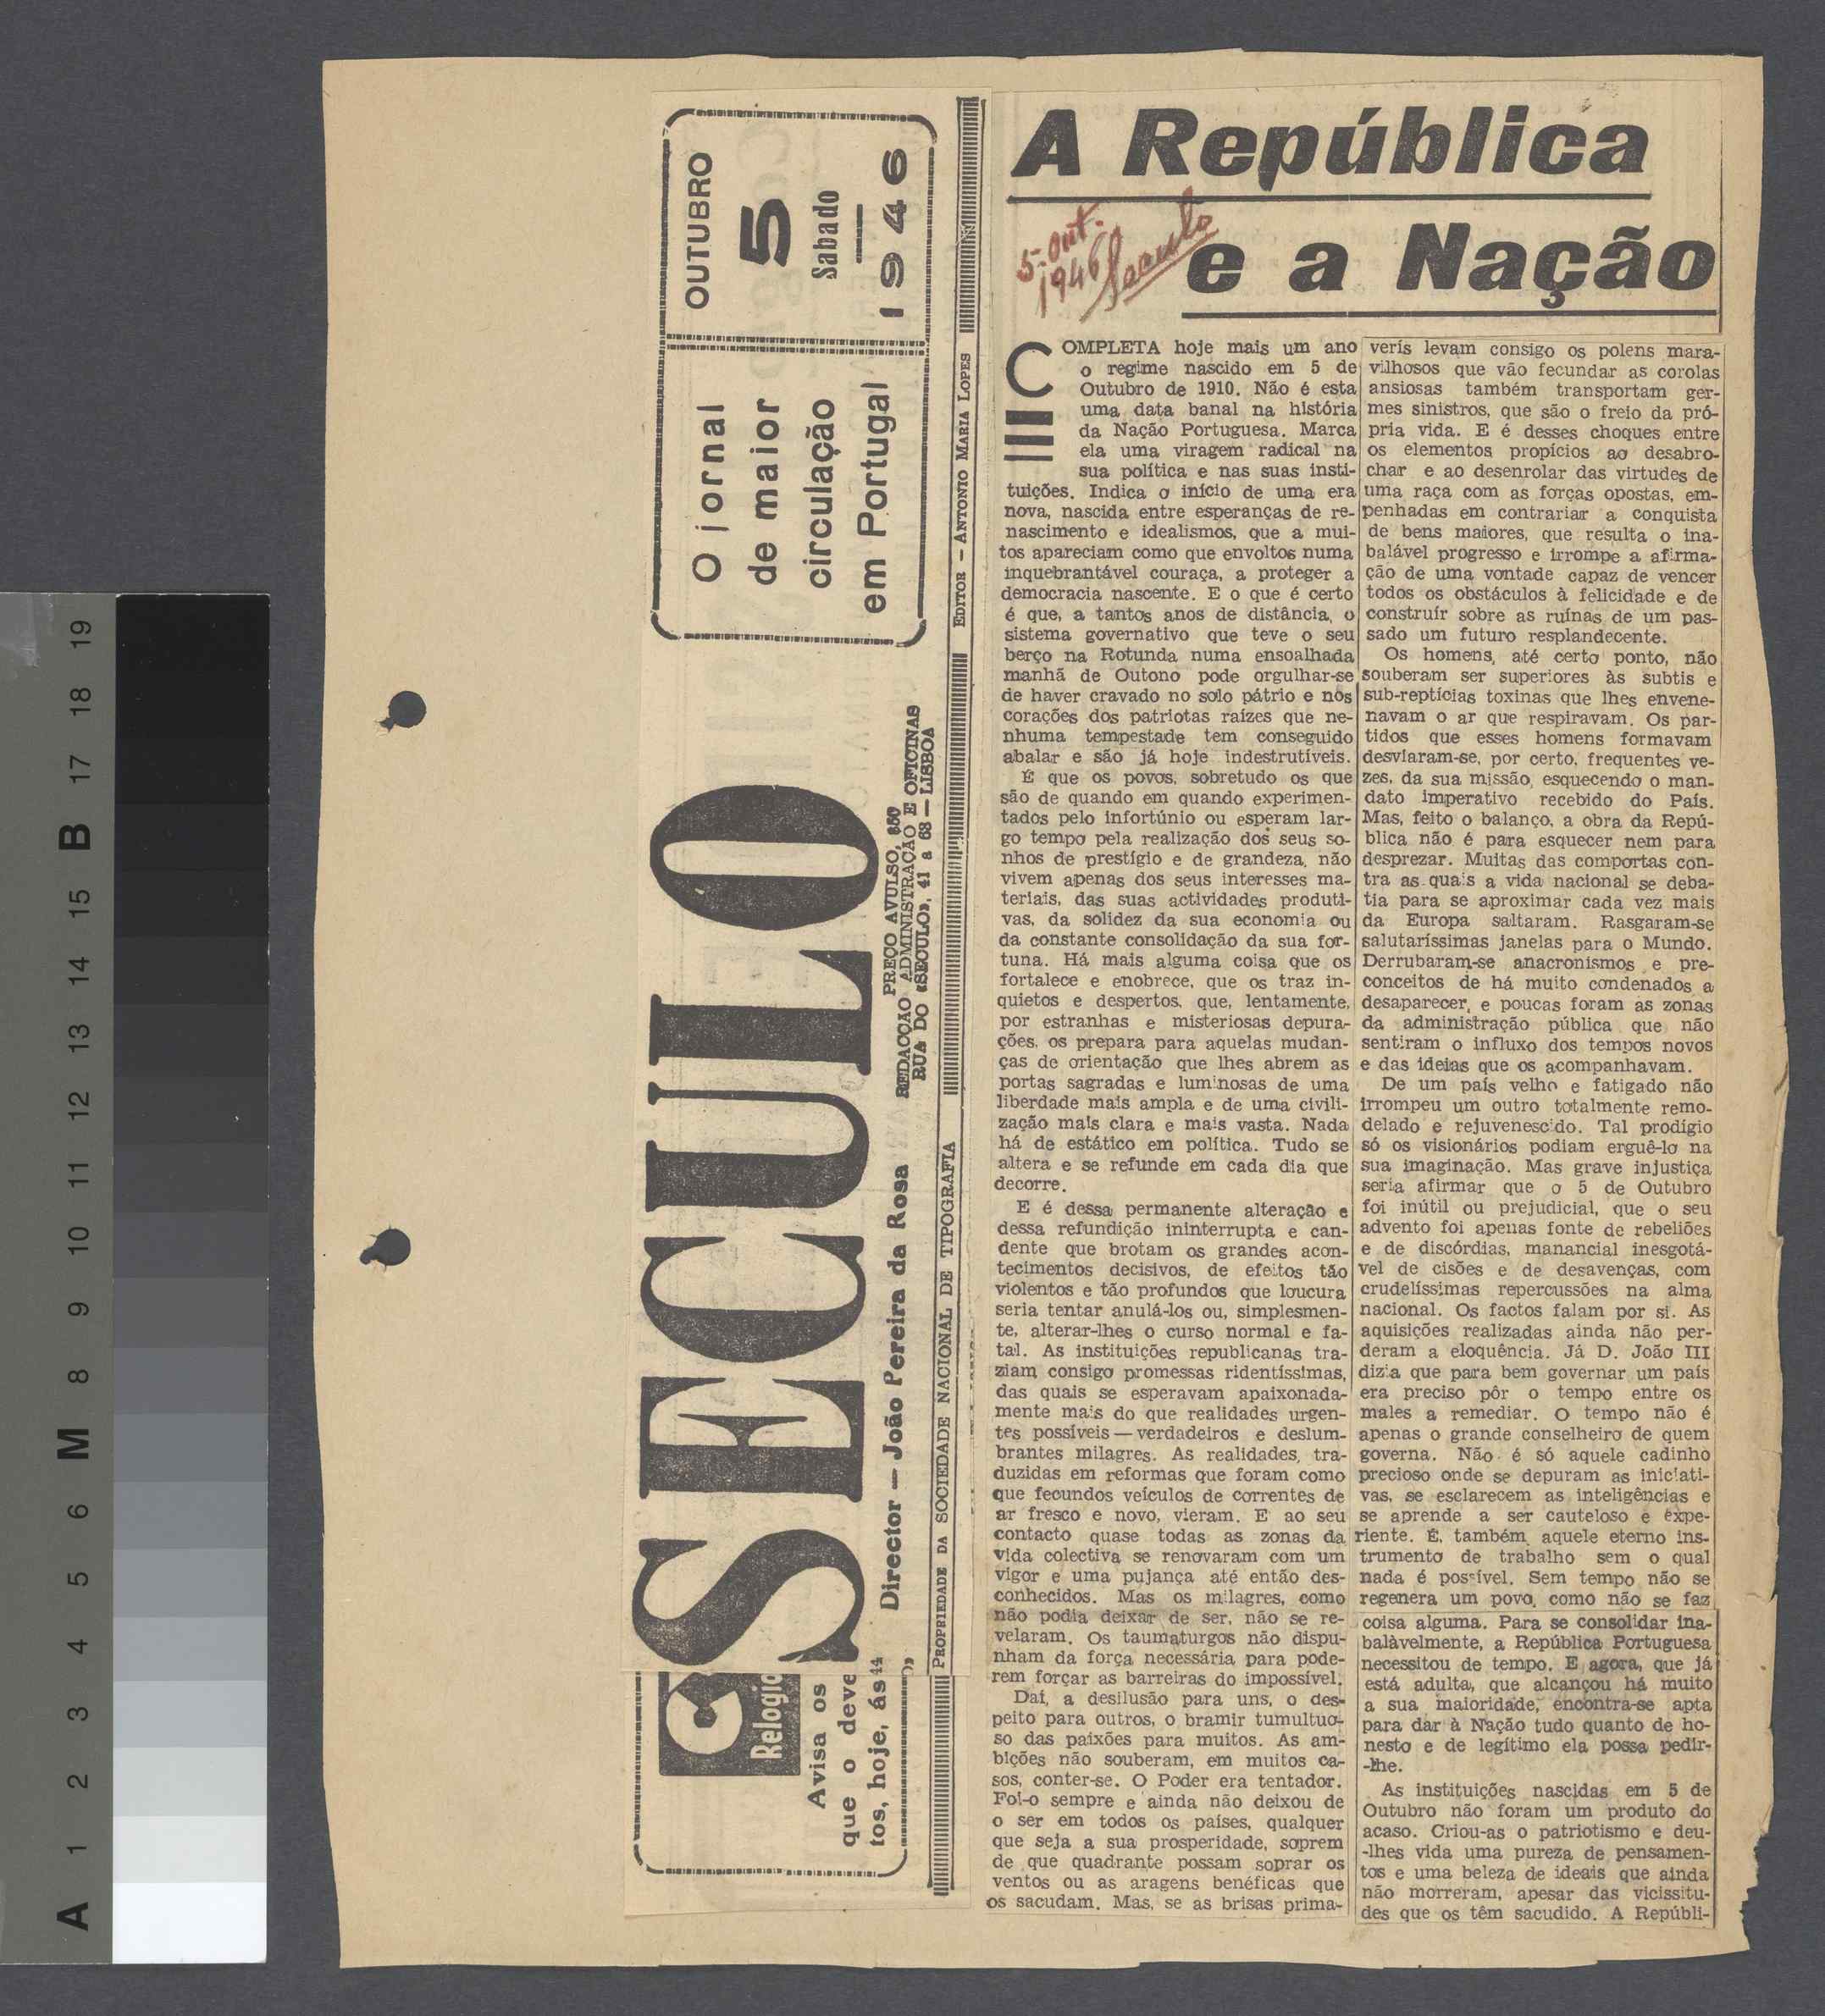 A República
e a Nação
5-Out.-
1946
Seculo
OUTUBRO
5
Sabado
1946
O jornal
de maior
circulação
em Portugal
SECULO
PREÇO AVULSO, $50
REDACÇÃO ADMINISTRAÇÃO E OFICINAS
RUA DO «SECULO», 41 a 63 — LISBOA
Director — João Pereira da Rosa
PROPRIEDADE DA SOCIEDADE NACIONAL DE TIPOGRAFIA
EDITOR — ANTONIO MARIA LOPES
Relogio
Avisa os
que o deve
tos, hoje, ás
COMPLETA hoje mais um ano
o regime nascido em 5 de
Outubro de 1910. Não é esta
uma data banal na história
da Nação Portuguesa. Marca
ela uma viragem radical na
sua política e nas suas insti-
tuições. Indica o início de uma era
nova, nascida entre esperanças de re-
nascimento e idealismos, que a mui-
tos apareciam como que envoltos numa
inquebrantável couraça, a proteger a
democracia nascente. E o que é certo
é que, a tantos anos de distância, o
sistema governativo que teve o seu
berço na Rotunda numa ensoalhada
manhã de Outono pode orgulhar-se
de haver cravado no solo pátrio e nos
corações dos patriotas raízes que ne-
nhuma tempestade tem conseguido
abalar e são já hoje indestrutíveis.
É que os povos, sobretudo os que
são de quando em quando experimen-
tados pelo infortúnio ou esperam lar-
go tempo pela realização dos seus so-
nhos de prestígio e de grandeza, não
vivem apenas dos seus interesses ma-
teriais, das suas actividades produti-
vas, da solidez da sua economia ou
da constante consolidação da sua for-
tuna. Há mais alguma coisa que os
fortalece e enobrece, que os traz in-
quietos e despertos, que, lentamente,
por estranhas e misteriosas depura-
ções, os prepara para aquelas mudan-
ças de orientação que lhes abrem as
portas sagradas e luminosas de uma
liberdade mais ampla e de uma civili-
zação mais clara e mais vasta. Nada
há de estático em política. Tudo se
altera e se refunde em cada dia que
decorre.
E é dessa permanente alteração e
dessa refundição ininterrupta e can-
dente que brotam os grandes acon-
tecimentos decisivos, de efeitos tão
violentos e tão profundos que loucura
seria tentar anulá-los ou, simplesmen-
te, alterar-lhes o curso normal e fa-
tal. As instituições republicanas tra-
ziam consigo promessas ridentíssimas,
das quais se esperavam apaixonada-
mente mais do que realidades urgen-
tes possíveis — verdadeiros e deslum-
brantes milagres. As realidades, tra-
duzidas em reformas que foram como
que fecundos veículos de correntes de
ar fresco e novo, vieram. E ao seu
contacto quase todas as zonas da
vida colectiva se renovaram com um
vigor e uma pujança até então des-
conhecidos. Mas os milagres, como
não podia deixar de ser, não se re-
velaram. Os taumaturgos não dispu-
nham da força necessária para pode-
rem forçar as barreiras do impossível.
Daí, a desilusão para uns, o des-
peito para outros, o bramir tumultuo-
so das paixões para muitos. As am-
bições não souberam, em muitos ca-
sos, conter-se. O Poder era tentador.
Foi-o sempre e ainda não deixou de
o ser em todos os países, qualquer
que seja a sua prosperidade, soprem
de que quadrante possam soprar os
ventos ou as aragens benéficas que
os sacudam. Mas, se as brisas prima-
veris levam consigo os polens mara-
vilhosos que vão fecundar as corolas
ansiosas também transportam ger-
mes sinistros, que são o freio da pró-
pria vida. E é desses choques entre
os elementos propícios ao desabro-
char e ao desenrolar das virtudes de
uma raça com as forças opostas, em-
penhadas em contrariar a conquista
de bens maiores, que resulta o ina-
balável progresso e irrompe a afirma-
ção de uma vontade capaz de vencer
todos os obstáculos à felicidade e de
construír sobre as ruínas de um pas-
sado um futuro resplandecente.
Os homens, até certo ponto, não
souberam ser superiores às subtis e
sub-reptícias toxinas que lhes envene-
navam o ar que respiravam. Os par-
tidos que esses homens formavam
desviaram-se, por certo, frequentes ve-
zes, da sua missão, esquecendo o man-
dato imperativo recebido do País.
Mas, feito o balanço, a obra da Repú-
blica não é para esquecer nem para
desprezar. Muitas das comportas con-
tra as quais a vida nacional se deba-
tia para se aproximar cada vez mais
da Europa saltaram. Rasgaram-se
salutaríssimas janelas para o Mundo.
Derrubaram-se anacronismos e pre-
conceitos de há muito condenados a
desaparecer, e poucas foram as zonas
da administração pública que não
sentiram o influxo dos tempos novos
e das ideias que os acompanhavam.
De um país velho e fatigado não
irrompeu um outro totalmente remo-
delado e rejuvenescido. Tal prodígio
só os visionários podiam erguê-lo na
sua imaginação. Mas grave injustiça
seria afirmar que o 5 de Outubro
foi inútil ou prejudicial, que o seu
advento foi apenas fonte de rebeliões
e de discórdias, manancial inesgotá-
vel de cisões e de desavenças, com
crudelíssimas repercussões na alma
nacional. Os factos falam por si. As
aquisições realizadas ainda não per-
deram a eloquência. Já D. João III
dizia que para bem governar um país
era preciso pôr o tempo entre os
males a remediar. O tempo não é
apenas o grande conselheiro de quem
governa. Não é só aquele cadinho
precioso onde se depuram as iniciati-
vas, se esclarecem as inteligências e
se aprende a ser cauteloso e expe-
riente. É, também, aquele eterno ins-
trumento de trabalho sem o qual
nada é possível. Sem tempo não se
regenera um povo, como não se faz
coisa alguma. Para se consolidar ina-
balàvelmente, a República Portuguesa
necessitou de tempo. E agora, que já
está adulta, que alcançou há muito
a sua maioridade, encontra-se apta
para dar à Nação tudo quanto de ho-
nesto e de legítimo ela possa pedir-
-lhe.
As instituições nascidas em 5 de
Outubro não foram um produto do
acaso. Criou-as o patriotismo e deu-
-lhes vida uma pureza de pensamen-
tos e uma beleza de ideais que ainda
não morreram, apesar das vicissitu-
des que os têm sacudido. A Repúbli-
A 1 2 3 4 5 6 M 8 9 10 11 12 13 14 15 B 17 18 19